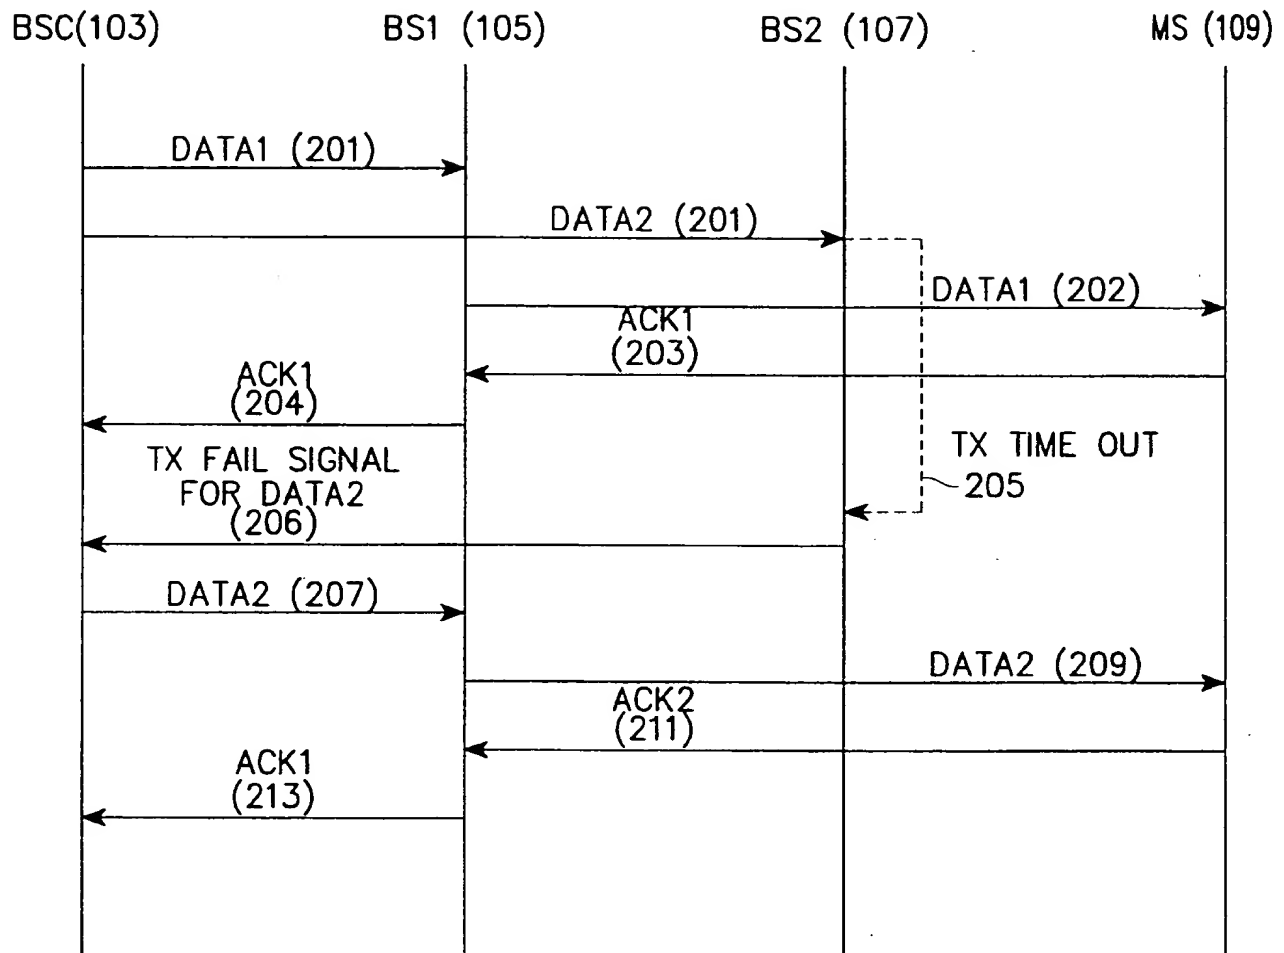 BSC(103)
BS1 (105)
BS2 (107)
MS (109)
DATA1 (201)
DATA2 (201)
DATA1 (202)
ACK1
(203)
ACK1
(204)
TX TIME OUT
205
TX FAIL SIGNAL
FOR DATA2
(206)
DATA2 (207)
DATA2 (209)
ACK2
(211)
ACK1
(213)